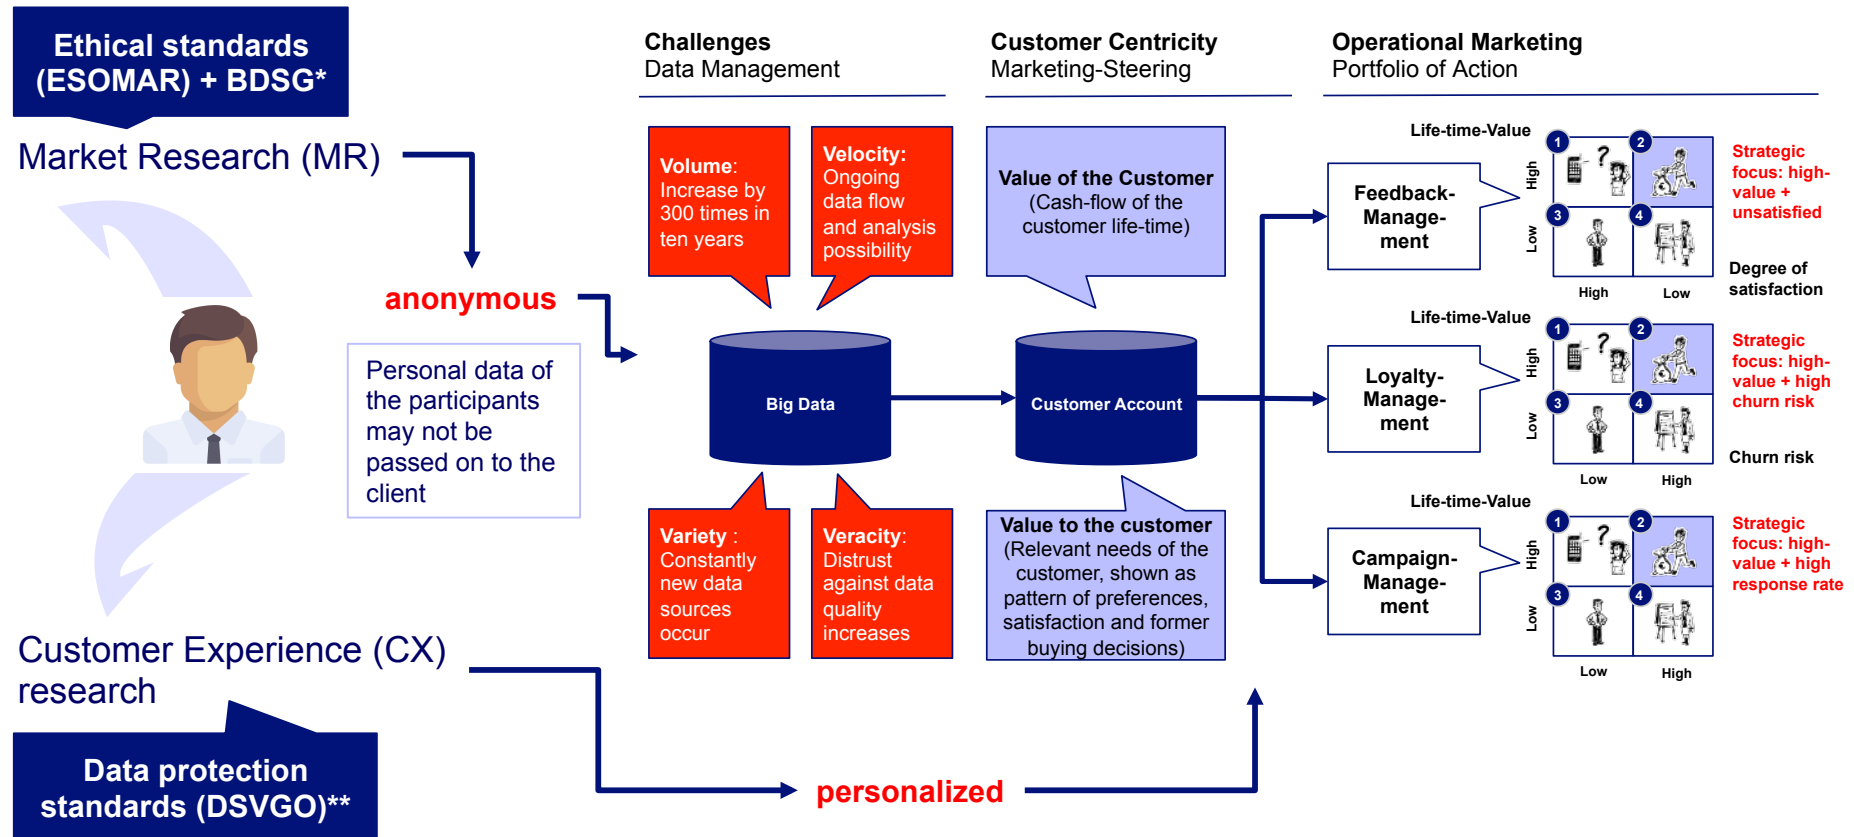 Ethical standards
(ESOMAR) + BDSG*
Market Research (MR)
anonymous
Personal data of
the participants
may not be
passed on to the
client
Customer Experience (CX)
research
Data protection
standards (DSVGO)**
personalized
Challenges
Data Management
Volume:
Increase by
300 times in
ten years
Velocity:
Ongoing
data flow
and analysis
possibility
Big Data
Variety :
Constantly
new data
sources
occur
Veracity:
Distrust
against data
quality
increases
Customer Centricity
Marketing-Steering
Value of the Customer
(Cash-flow of the
customer life-time)
Customer Account
Value to the customer
(Relevant needs of the
customer, shown as
pattern of preferences,
satisfaction and former
buying decisions)
Operational Marketing
Portfolio of Action
Feedback-
Manage-
ment
Life-time-Value
High
Low
1
2
3
4
High
Low
Strategic
focus: high-
value +
unsatisfied
Degree of
satisfaction
Loyalty-
Manage-
ment
Life-time-Value
High
Low
1
2
3
4
Low
High
Strategic
focus: high-
value + high
churn risk
Churn risk
Campaign-
Manage-
ment
Life-time-Value
High
Low
1
2
3
4
Low
High
Strategic
focus: high-
value + high
response rate